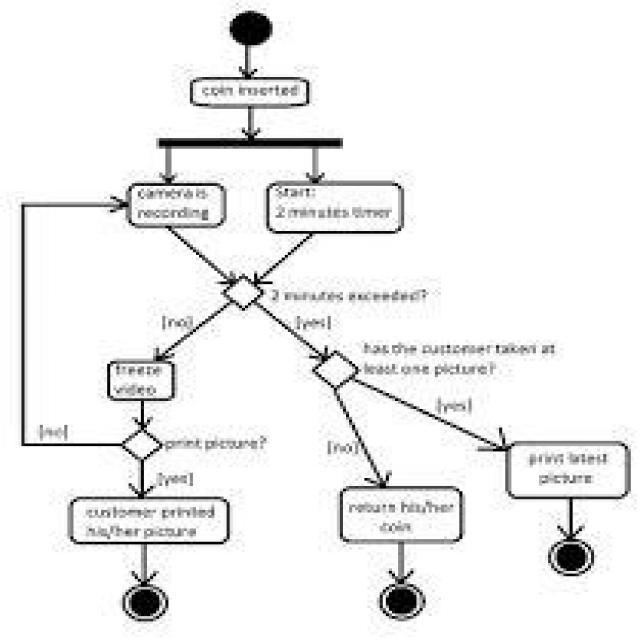 coin inserted
camera is
recording
Start:
2 minutes timer
2 minutes exceeded?
[no]
[yes]
has the customer taken at
least one picture?
freeze
video
[no]
print picture?
[yes]
[no]
[yes]
print latest
picture
customer printed
his/her picture
return his/her
coin